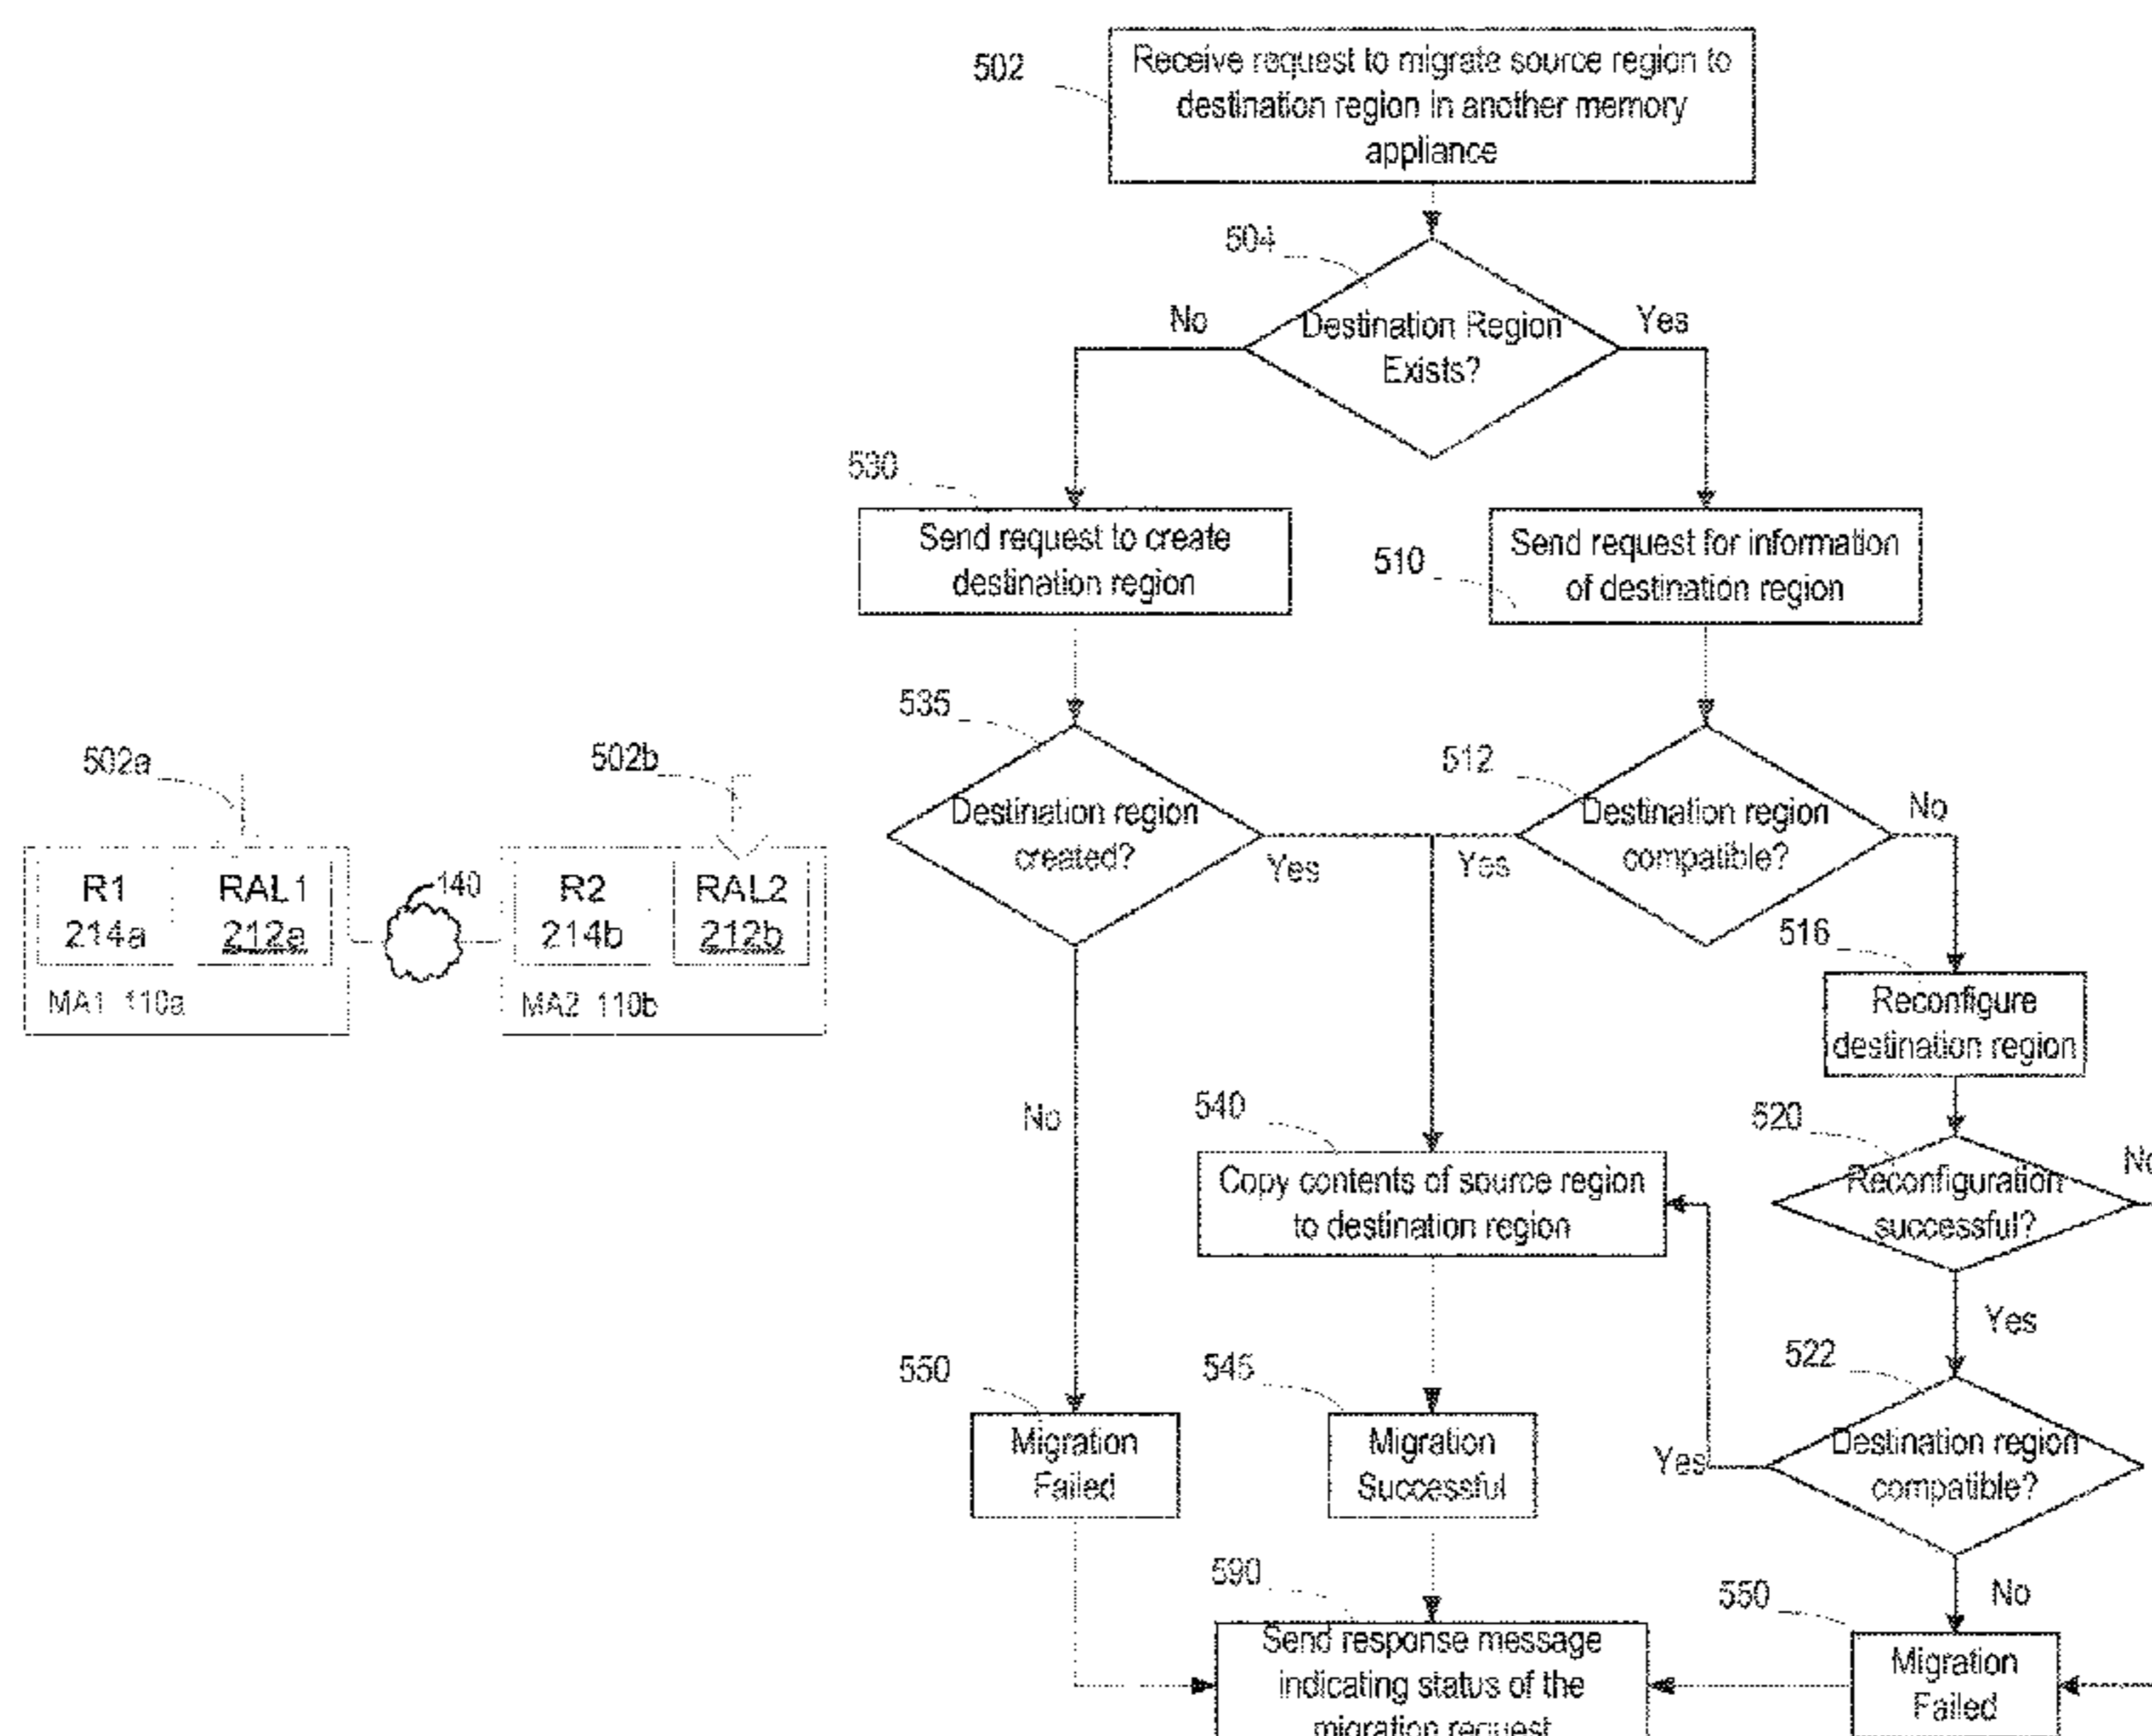 502
Receive request to migrate source region to
destination region in another memory
appliance
504
No
Destination Region
Exists?
Yes
530
Send request to create
destination region
510
Send request for information
of destination region
535
Destination region
created?
Yes
512
Destination region
compatible?
Yes
No
502a
502b
R1
214a
RAL1
212a
MA1 110a
140
R2
214b
RAL2
212b
MA2 110b
516
Reconfigure
destination region
No
540
Copy contents of source region
to destination region
520
Reconfiguration
successful?
No
Yes
550
Migration
Failed
545
Migration
Successful
522
Destination region
compatible?
Yes
No
590
Send response message
indicating status of the
migration request
550
Migration
Failed